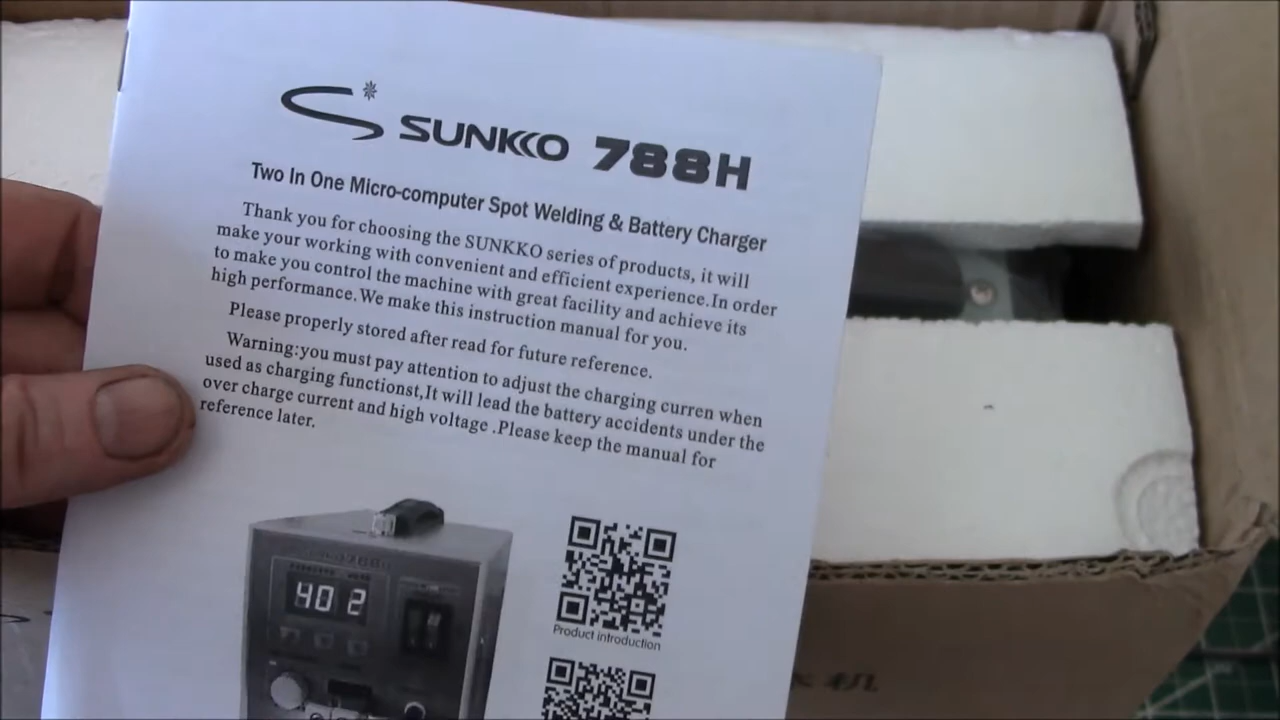 SUNKKO 788H
Two In One Micro-computer Spot Welding & Battery Charger
Thank you for choosing the SUNKKO series of products, it will
make your working with convenient and efficient experience.In order
to make you control the machine with great facility and achieve its
high performance.We make this instruction manual for you.
Please properly stored after read for future reference.
Warning:you must pay attention to adjust the charging curren when
used as charging functionst,It will lead the battery accidents under the
over charge current and high voltage .Please keep the manual for
reference later.
40 2
Product introduction
机